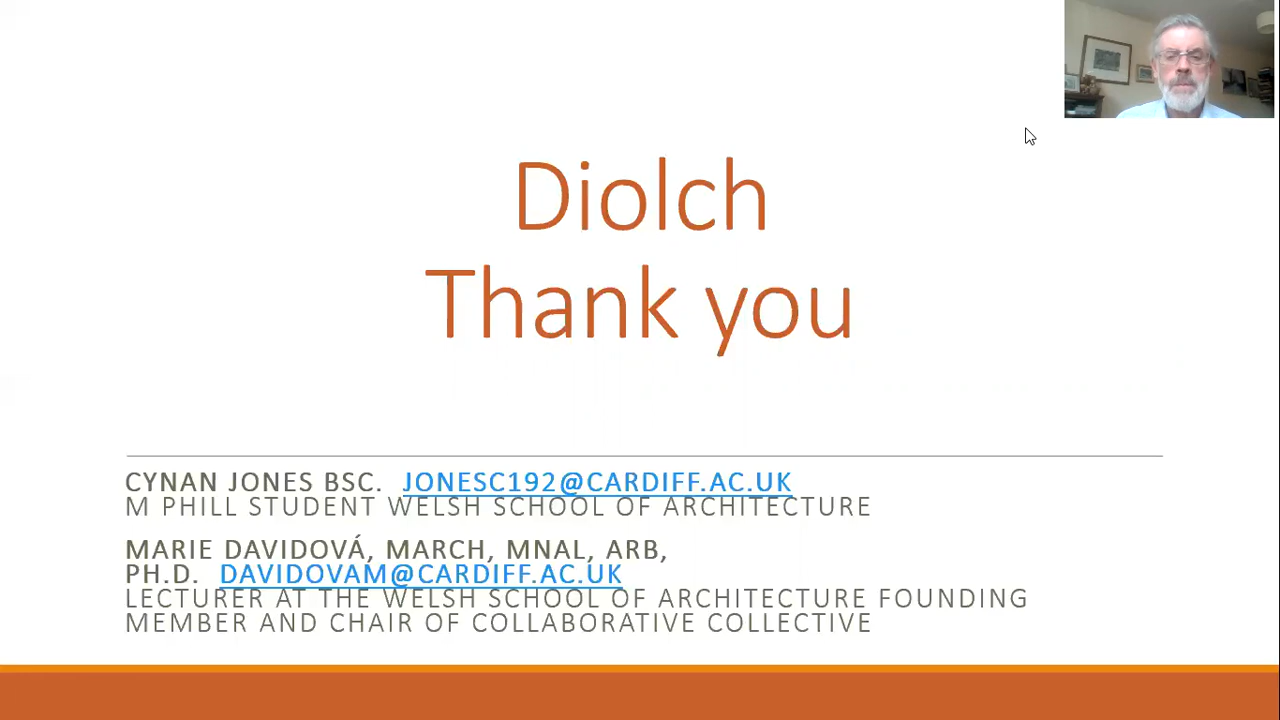 Diolch
Thank you
CYNAN JONES BSC. JONESC192@CARDIFF.AC.UK
M PHILL STUDENT WELSH SCHOOL OF ARCHITECTURE
MARIE DAVIDOVÁ, MARCH, MNAL, ARB,
PH.D. DAVIDOVAM@CARDIFF.AC.UK
LECTURER AT THE WELSH SCHOOL OF ARCHITECTURE FOUNDING
MEMBER AND CHAIR OF COLLABORATIVE COLLECTIVE